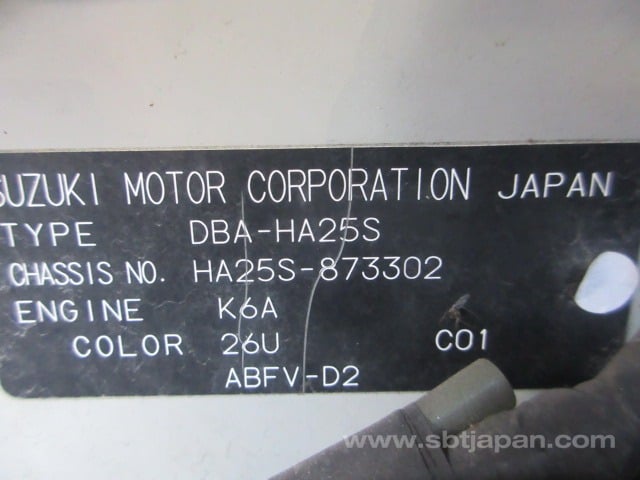 SUZUKI MOTOR CORPORATION JAPAN
TYPE DBA-HA25S
CHASSIS NO. HA25S-873302
ENGINE K6A
COLOR 26U C01
ABFV-D2
www.sbtjapan.com